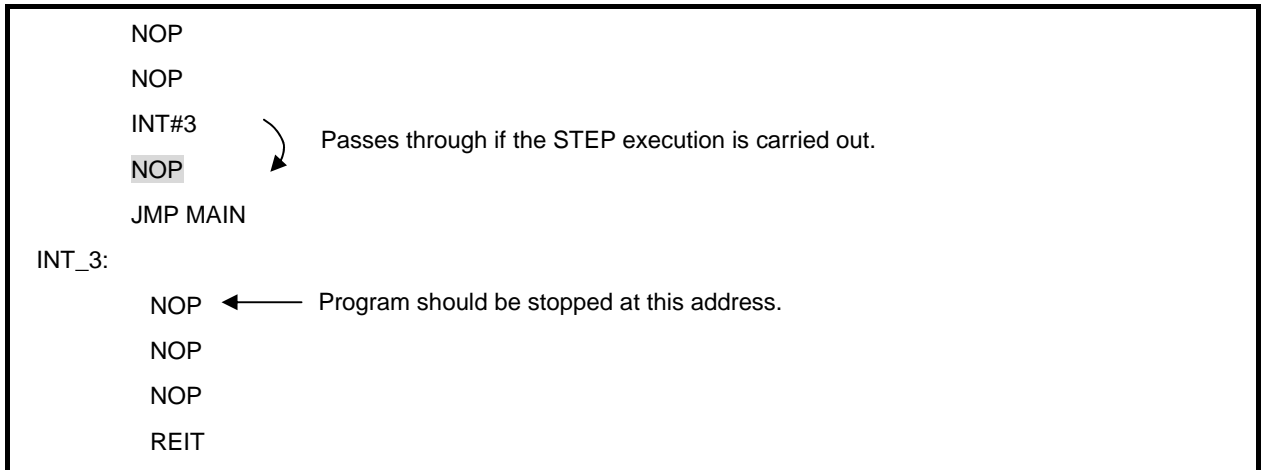 NOP
NOP
INT#3
Passes through if the STEP execution is carried out.
NOP
JMP MAIN
INT_3:
NOP Program should be stopped at this address.
NOP
NOP
REIT